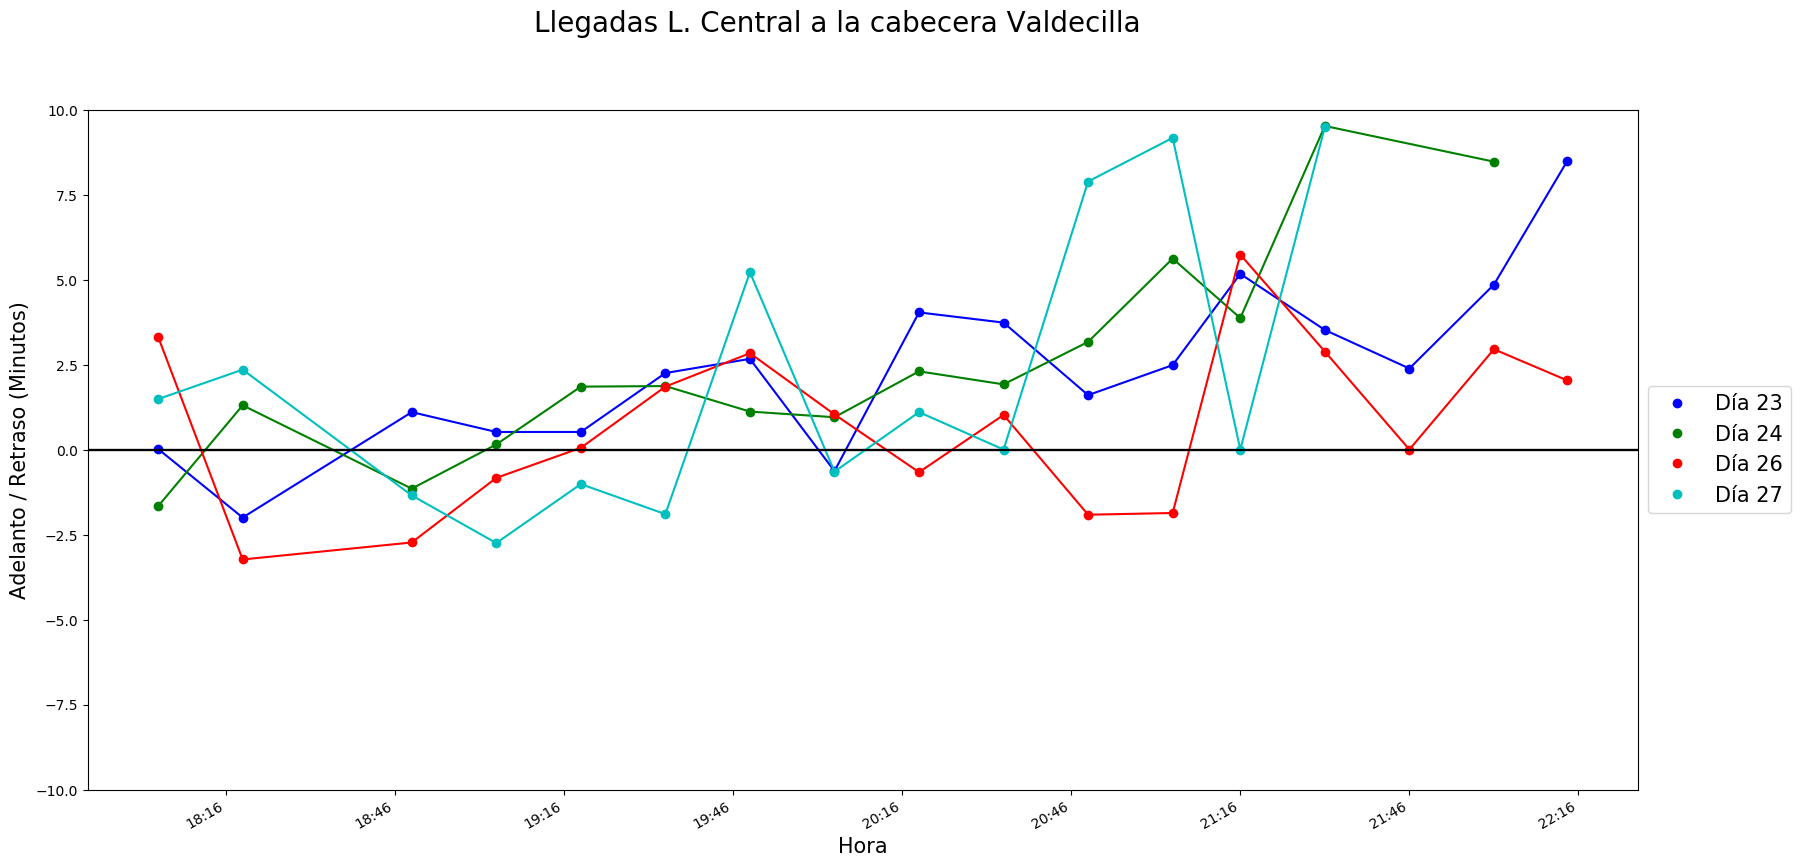 Llegadas L. Central a la cabecera Valdecilla
Adelanto / Retraso (Minutos)
10.0
7.5
5.0
2.5
0.0
−2.5
−5.0
−7.5
−10.0
18:16
18:46
19:16
19:46
20:16
20:46
21:16
21:46
22:16
Hora
Día 23
Día 24
Día 26
Día 27